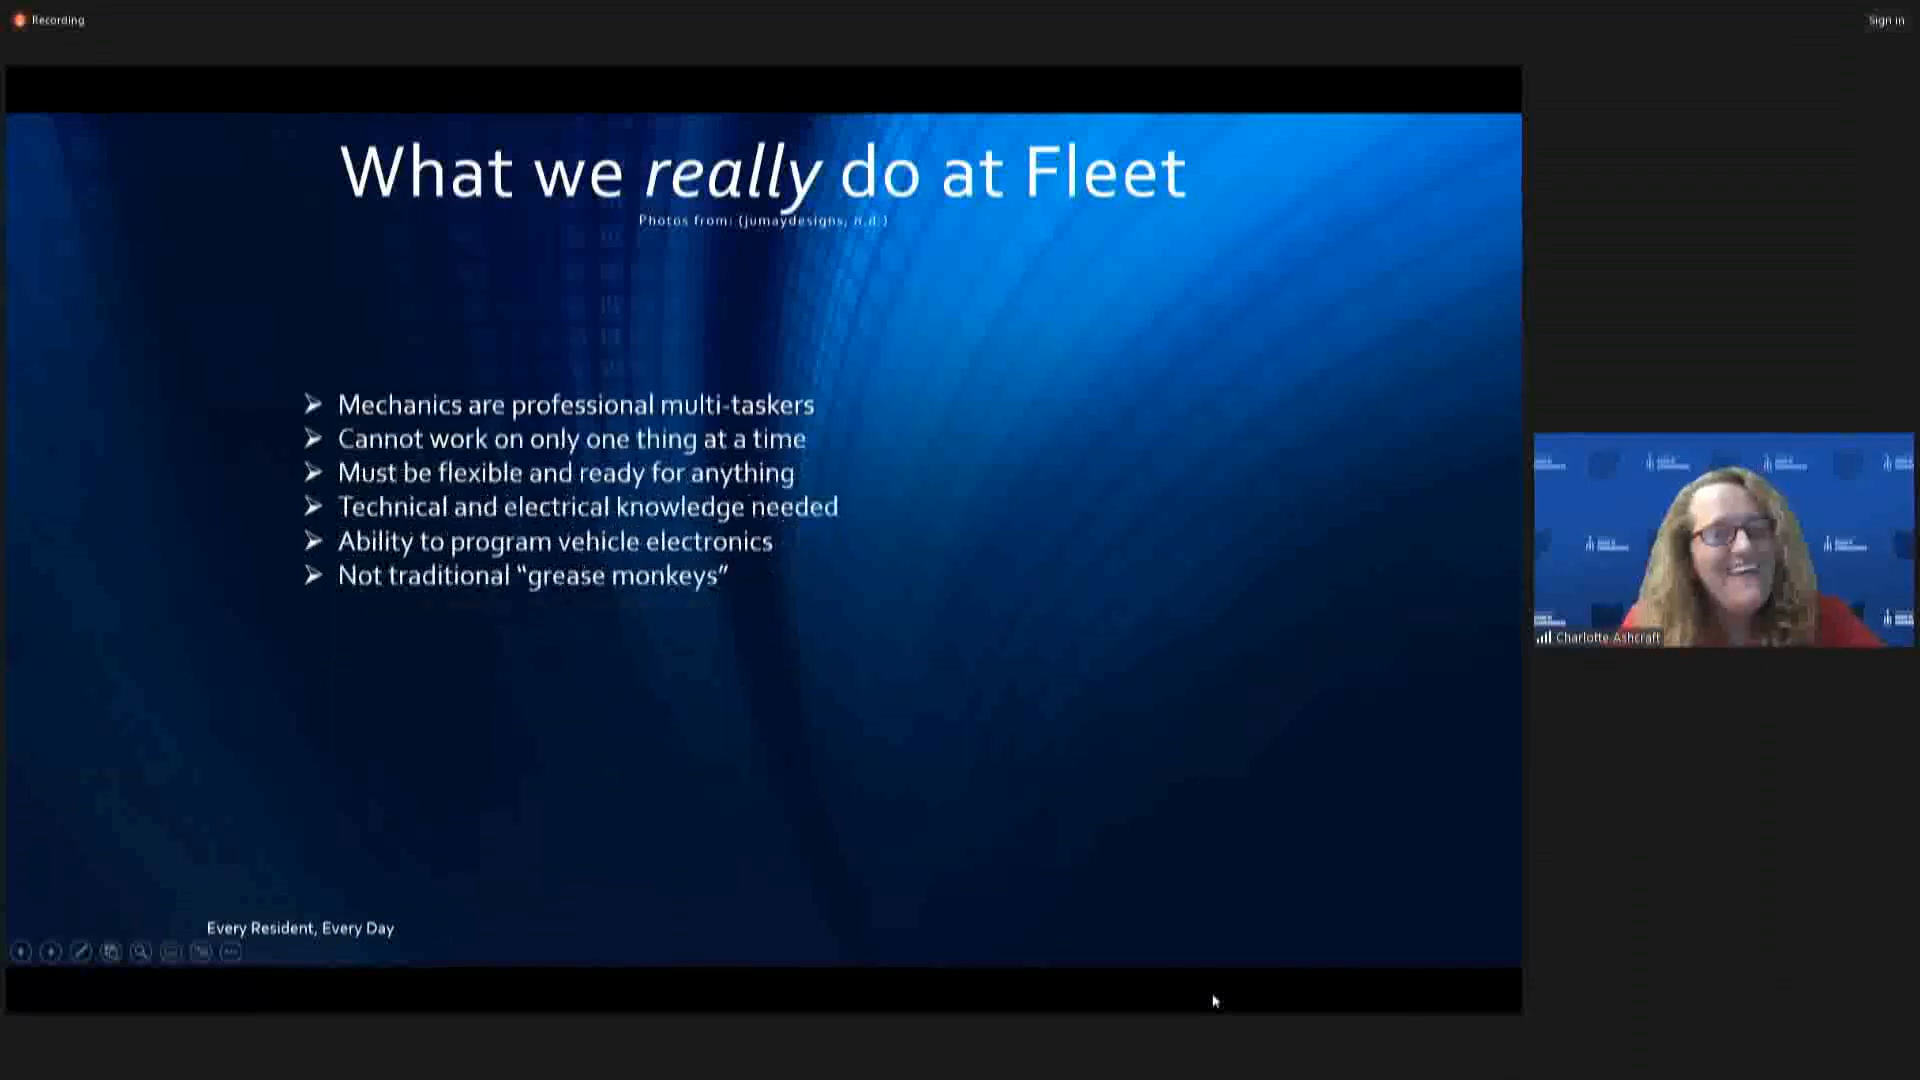 Recording
Sign in
What we really do at Fleet
Photos from: (jumaydesigns, n.d.)
➢ Mechanics are professional multi-taskers
➢ Cannot work on only one thing at a time
➢ Must be flexible and ready for anything
➢ Technical and electrical knowledge needed
➢ Ability to program vehicle electronics
➢ Not traditional “grease monkeys”
Charlotte Ashcraft
Every Resident, Every Day